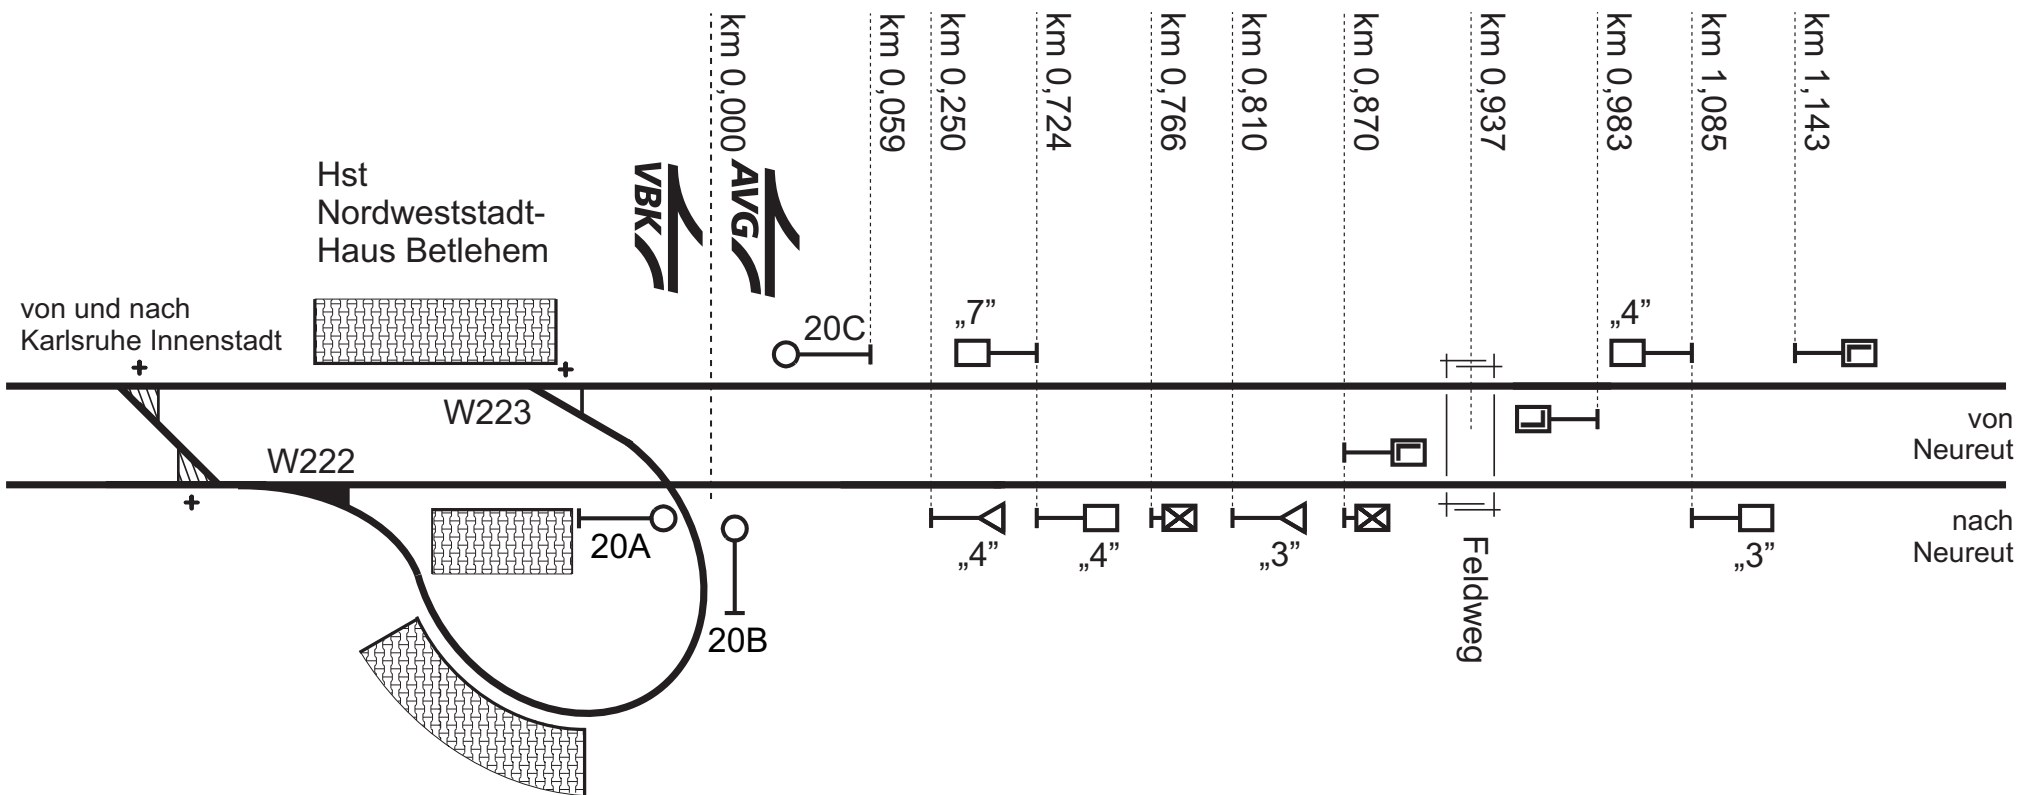 km 0,000
km 0,059
km 0,250
km 0,724
km 0,766
km 0,810
km 0,870
km 0,937
km 0,983
km 1,085
km 1,143
Hst
Nordweststadt-
Haus Betlehem
VBK
AVG
von und nach
Karlsruhe Innenstadt
20C
„7”
„4”
W223
W222
von
Neureut
20A
20B
„4”
„4”
„3”
Feldweg
„3”
nach
Neureut